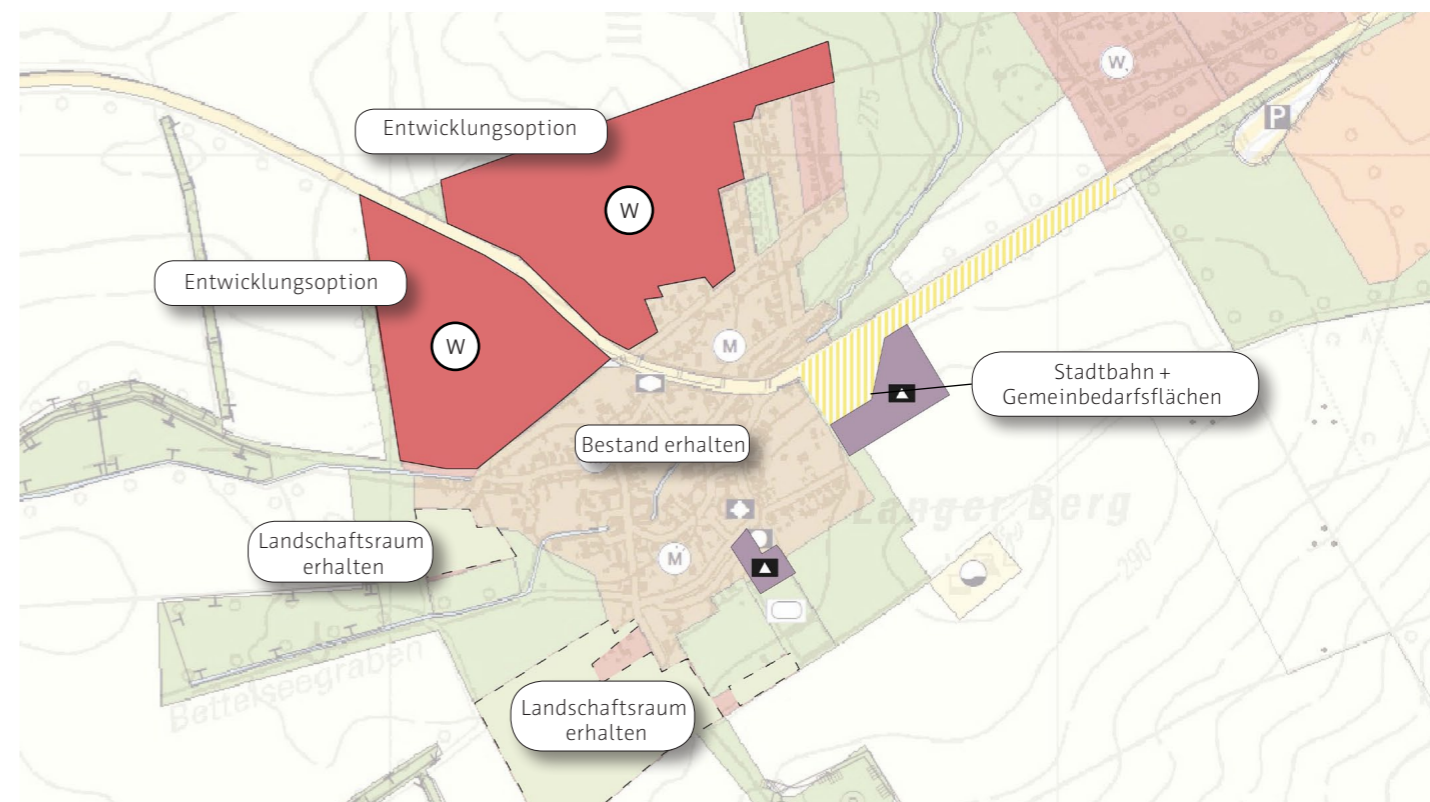 W.
275
Entwicklungsoption
P
W
Entwicklungsoption
W
M
Stadtbahn +
Gemeinbedarfsflächen
Bestand erhalten
Langer Berg
Landschaftsraum
erhalten
M
290
Bettelseegraben
Landschaftsraum
erhalten